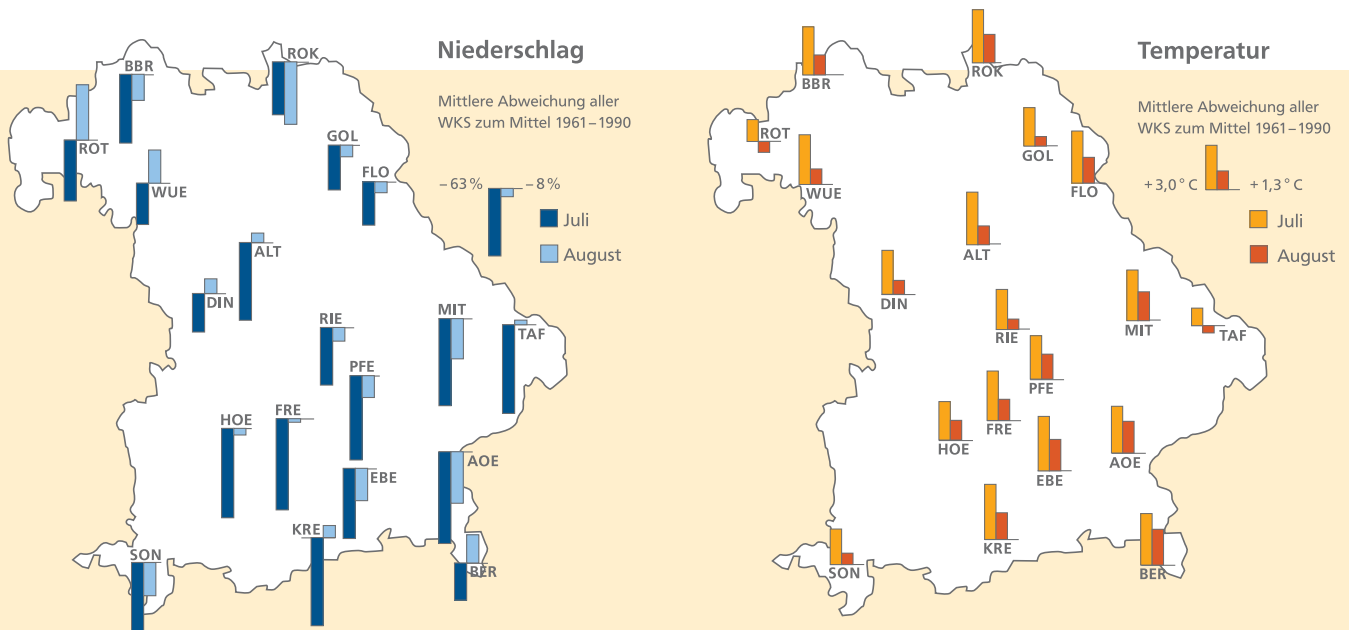 Niederschlag
Mittlere Abweichung aller
WKS zum Mittel 1961–1990
–63% –8%
Juli
August
ROK
BBR
ROT
WUE
GOL
FLO
ALT
DIN
RIE
MIT
TAF
PFE
HOE
FRE
AOE
EBE
KRE
SON
BER
Temperatur
Mittlere Abweichung aller
WKS zum Mittel 1961–1990
+3,0°C +1,3°C
Juli
August
ROK
BBR
ROT
WUE
GOL
FLO
ALT
DIN
RIE
MIT
TAF
PFE
FRE
HOE
AOE
EBE
KRE
SON
BER